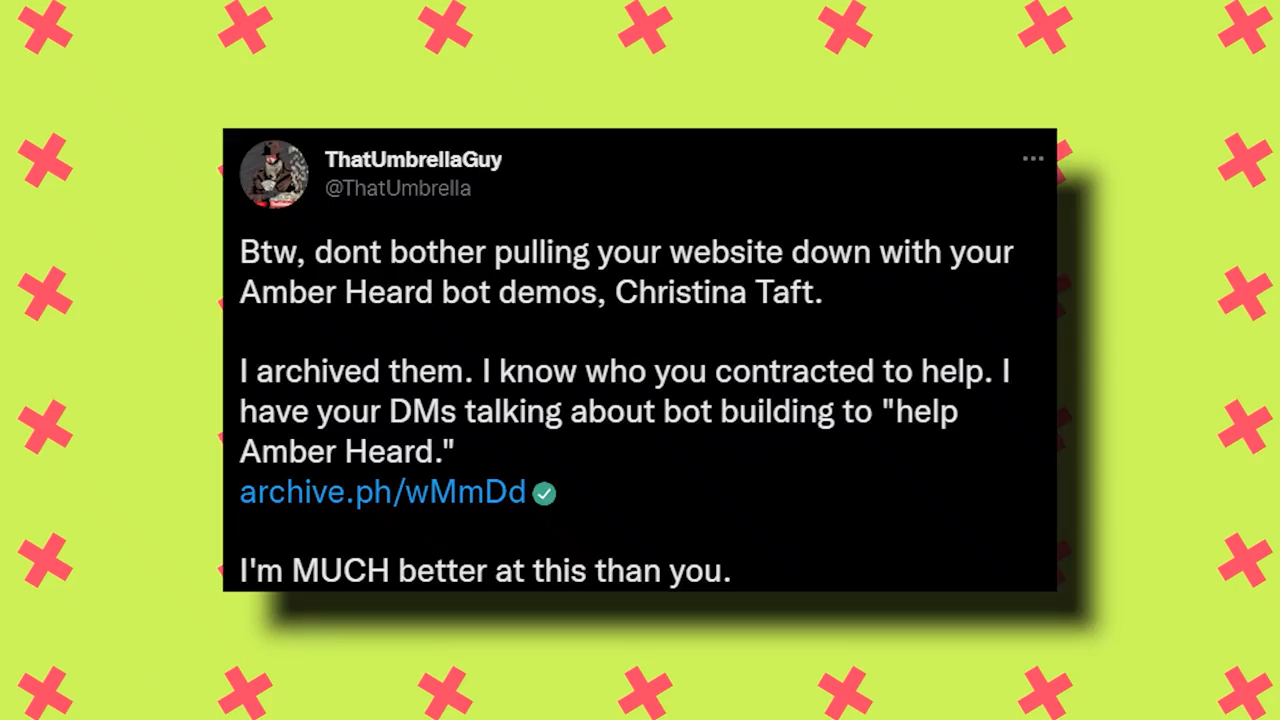 ThatUmbrellaGuy
@ThatUmbrella
Btw, dont bother pulling your website down with your
Amber Heard bot demos, Christina Taft.
I archived them. I know who you contracted to help. I
have your DMs talking about bot building to "help
Amber Heard."
archive.ph/wMmDd
I'm MUCH better at this than you.